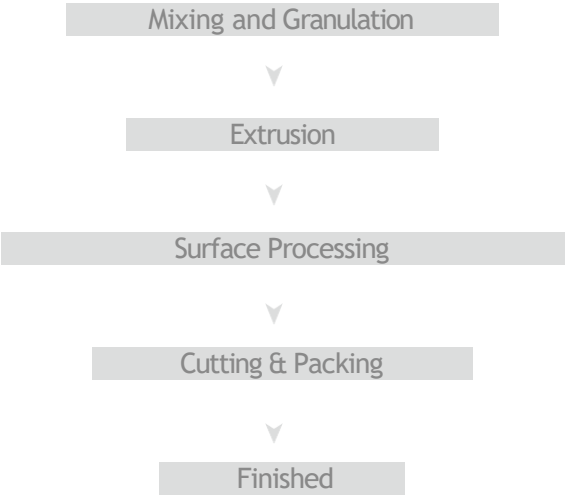 Mixing and Granulation
Extrusion
Surface Processing
Cutting & Packing
Finished